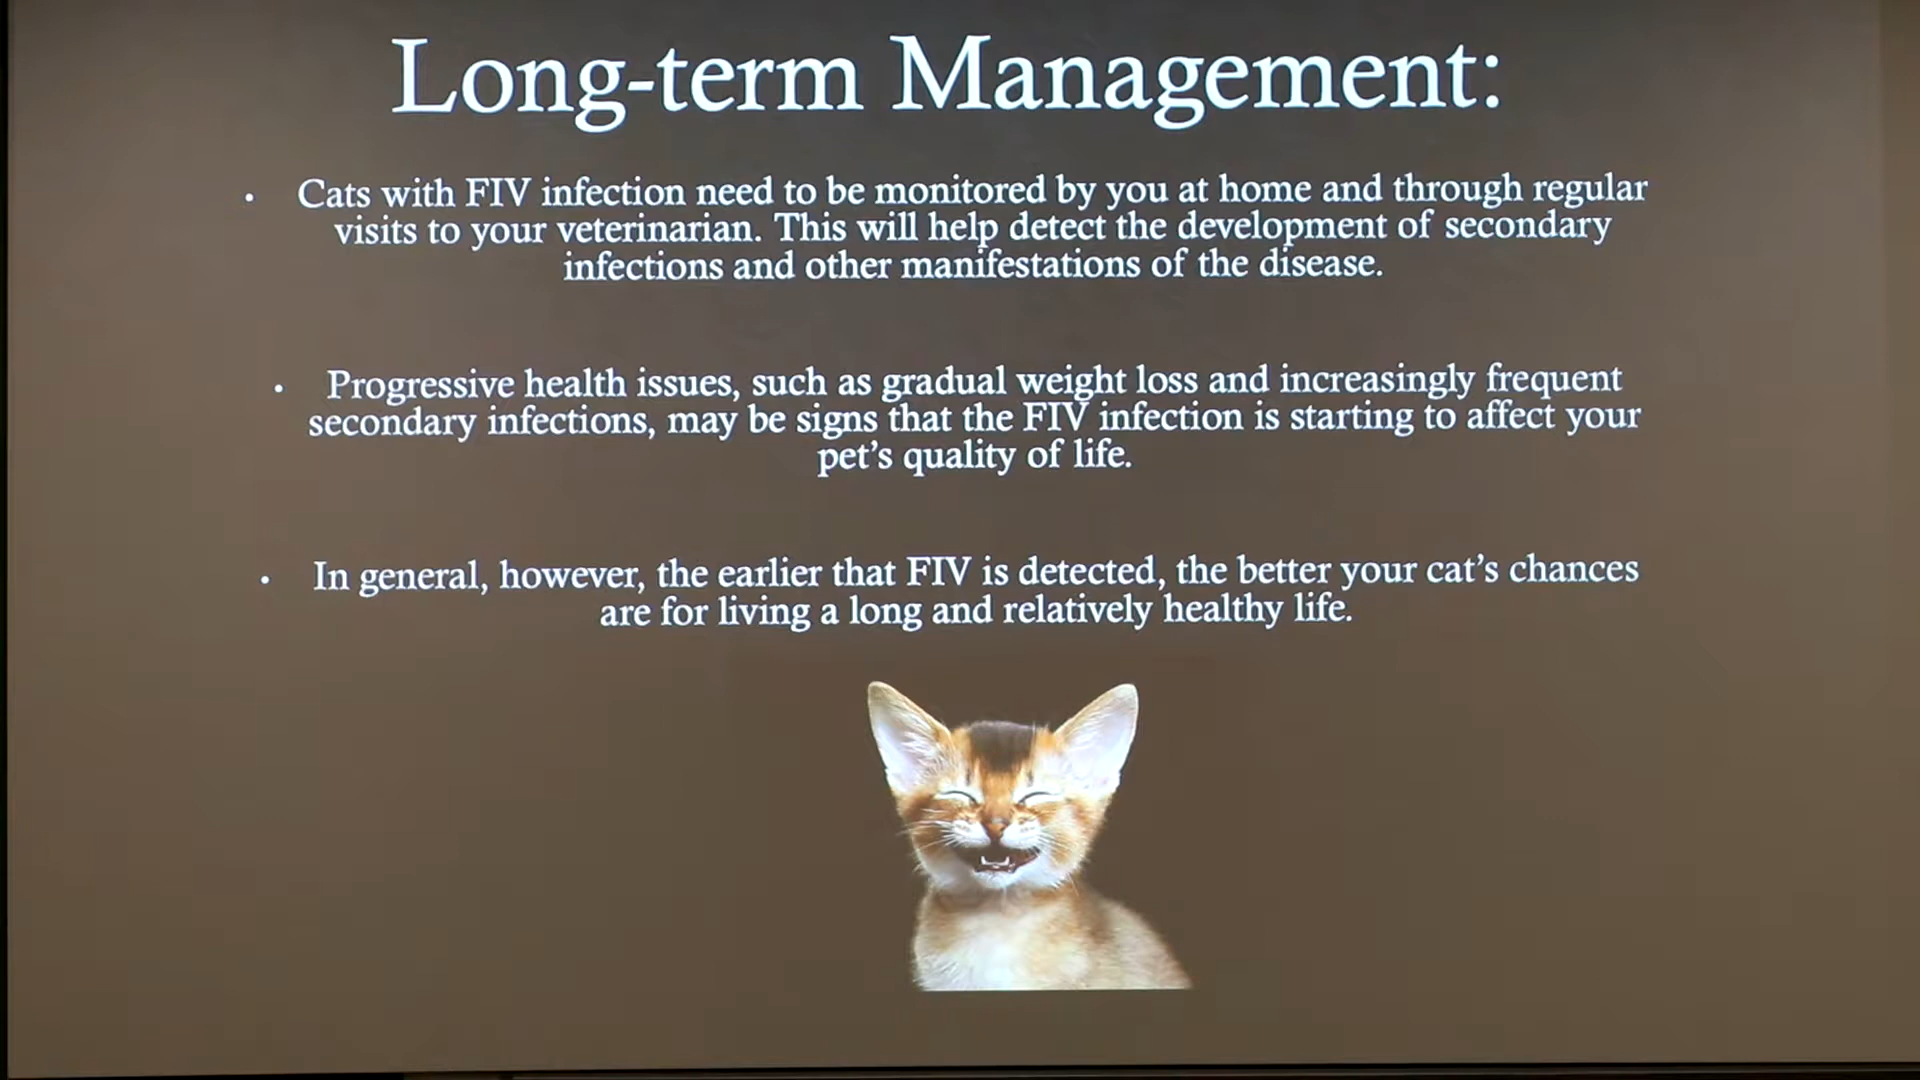 Long-term Management:
• Cats with FIV infection need to be monitored by you at home and through regular
visits to your veterinarian. This will help detect the development of secondary
infections and other manifestations of the disease.
• Progressive health issues, such as gradual weight loss and increasingly frequent
secondary infections, may be signs that the FIV infection is starting to affect your
pet's quality of life.
• In general, however, the earlier that FIV is detected, the better your cat's chances
are for living a long and relatively healthy life.